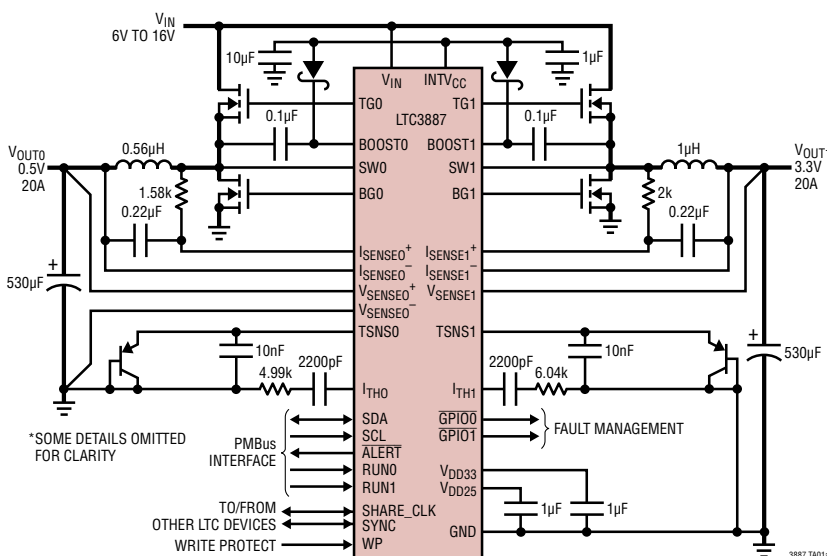 VIN
6V TO 16V
10µF
1µF
VIN
INTVCC
LTC3887
TG0
TG1
0.1µF
0.1µF
BOOST0
BOOST1
SW0
SW1
BG0
BG1
VOUT0
0.5V
20A
0.56µH
1.58k
0.22µF
1µH
2k
0.22µF
VOUT1
3.3V
20A
ISENSE0+
ISENSE1+
ISENSE0–
ISENSE1–
VSENSE0+
VSENSE1
VSENSE0–
530µF
530µF
TSNS0
TSNS1
10nF
10nF
4.99k
2200pF
2200pF
6.04k
ITH0
ITH1
*SOME DETAILS OMITTED
FOR CLARITY
PMBus
INTERFACE
SDA
SCL
ALERT
RUN0
RUN1
GPIO0
GPIO1
FAULT MANAGEMENT
VDD33
VDD25
1µF
1µF
GND
TO/FROM
OTHER LTC DEVICES
SHARE_CLK
SYNC
WRITE PROTECT
WP